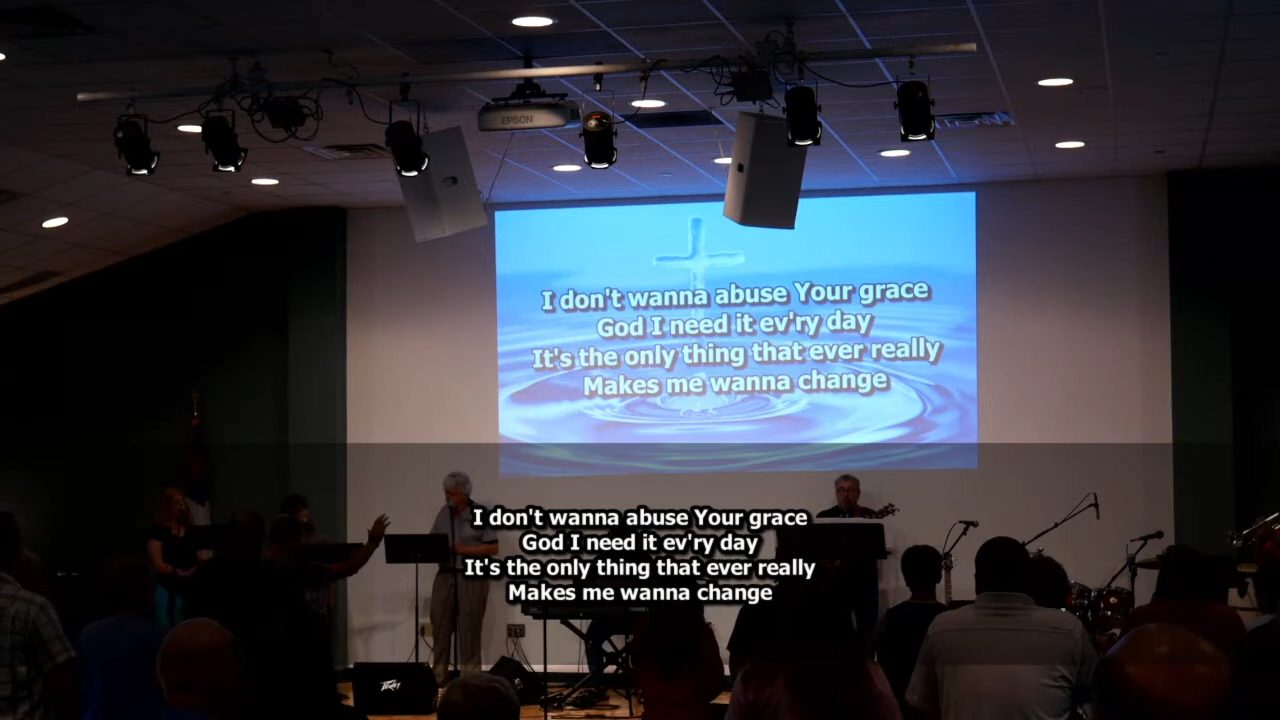 EPSON
I don't wanna abuse Your grace
God I need it ev'ry day
It's the only thing that ever really
Makes me wanna change
I don't wanna abuse Your grace
God I need it ev'ry day
It's the only thing that ever really
Makes me wanna change
PEAVEY